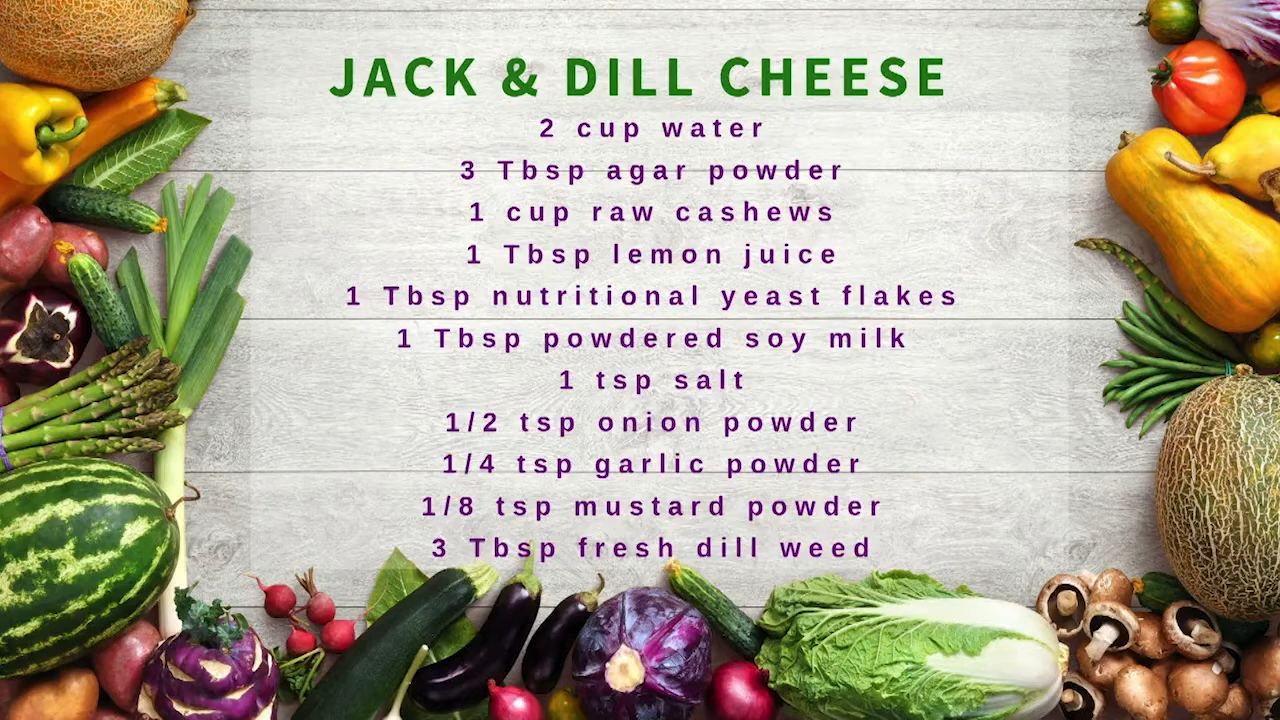 JACK & DILL CHEESE
2 cup water
3 Tbsp agar powder
1 cup raw cashews
1 Tbsp lemon juice
1 Tbsp nutritional yeast flakes
1 Tbsp powdered soy milk
1 tsp salt
1/2 tsp onion powder
1/4 tsp garlic powder
1/8 tsp mustard powder
3 Tbsp fresh dill weed